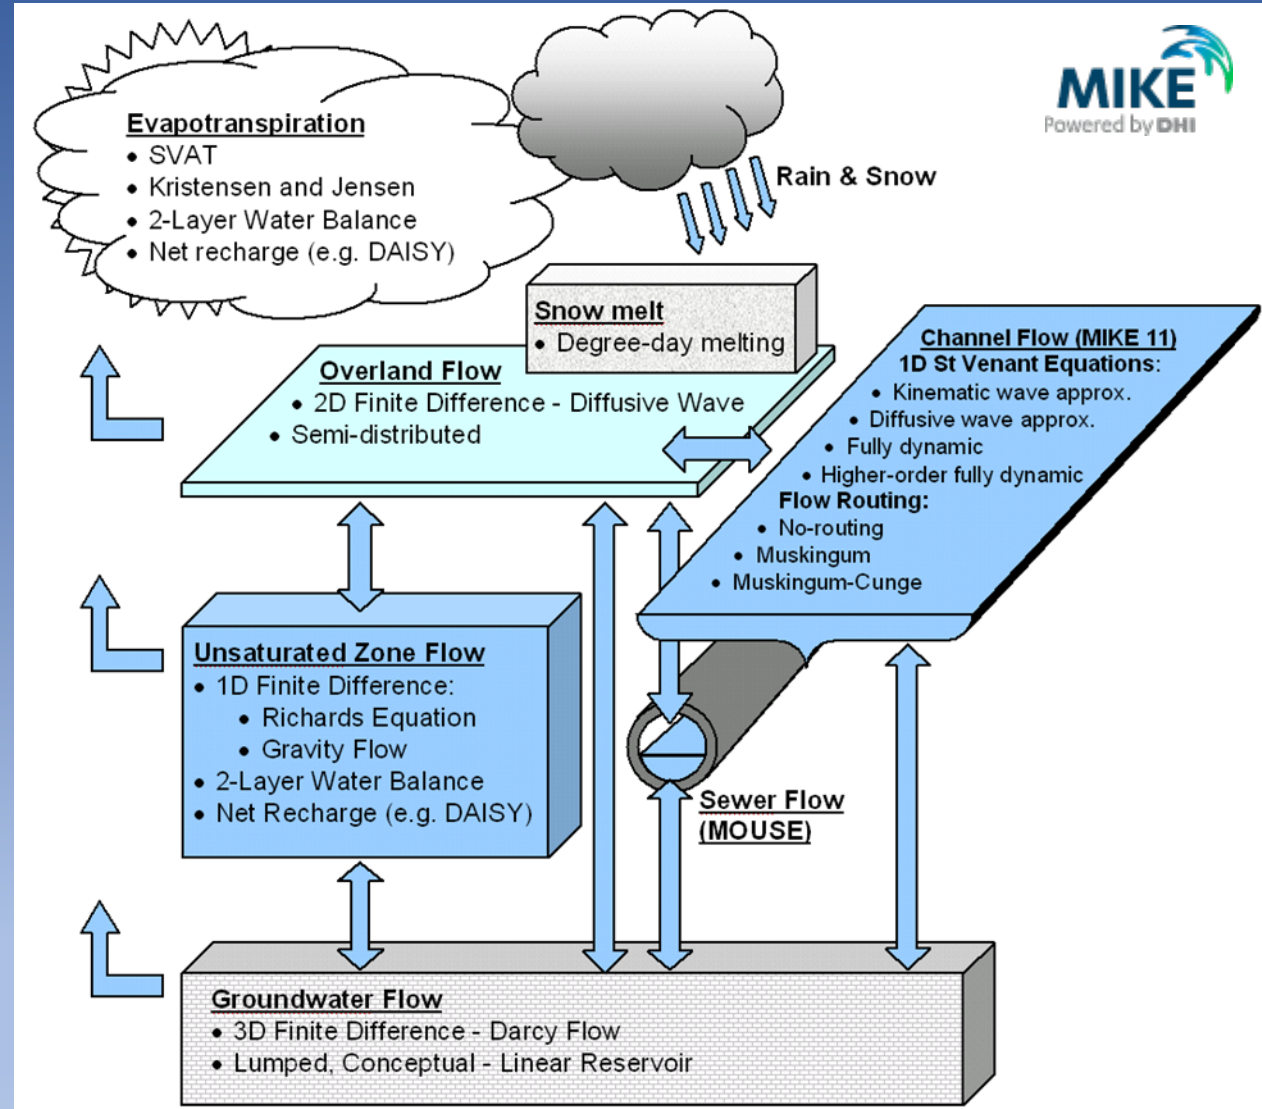 MIKE
Powered by DHI
Evapotranspiration
• SVAT
• Kristensen and Jensen
• 2-Layer Water Balance
• Net recharge (e.g. DAISY)
Rain & Snow
Snow melt
• Degree-day melting
Overland Flow
• 2D Finite Difference - Diffusive Wave
• Semi-distributed
Channel Flow (MIKE 11)
1D St Venant Equations:
• Kinematic wave approx.
• Diffusive wave approx.
• Fully dynamic
• Higher-order fully dynamic
Flow Routing:
• No-routing
• Muskingum
• Muskingum-Cunge
Unsaturated Zone Flow
• 1D Finite Difference:
• Richards Equation
• Gravity Flow
• 2-Layer Water Balance
• Net Recharge (e.g. DAISY)
Sewer Flow
(MOUSE)
Groundwater Flow
• 3D Finite Difference - Darcy Flow
• Lumped, Conceptual - Linear Reservoir